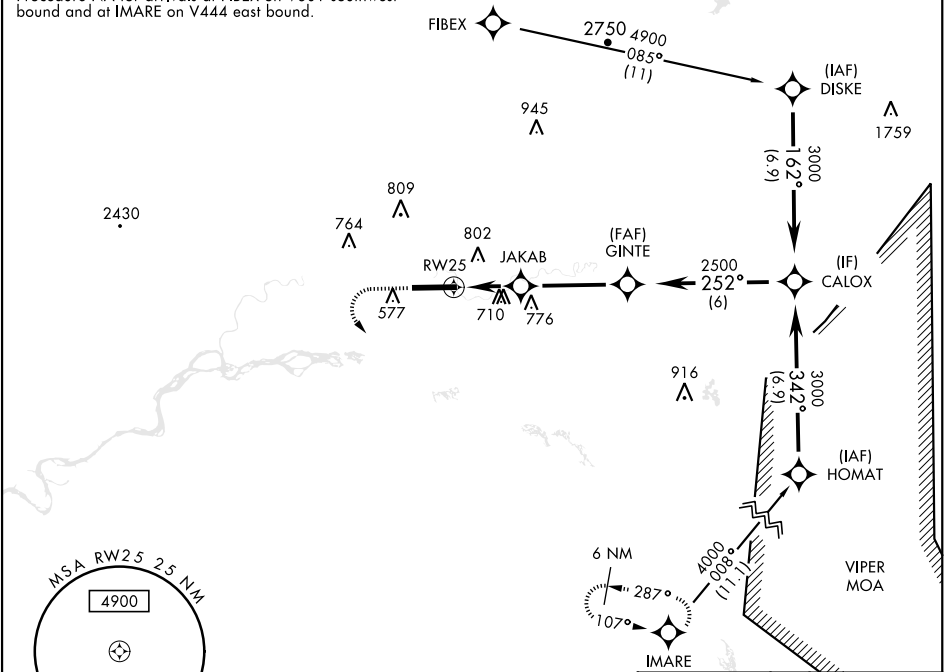 bound and at IMARE on V444 east bound.
FIBEX
2750
4900
085°
(11)
(IAF)
DISKE
945
1759
3000
162°
(6.9)
809
2430
764
802
JAKAB
(FAF)
GINTE
RW25
2500
252°
(6)
(IF)
CALOX
577
710
776
916
3000
342°
(6.9)
(IAF)
HOMAT
MSA RW25 25 NM
4900
6 NM
287°
107°
4000
008°
(11.1)
IMARE
VIPER
MOA